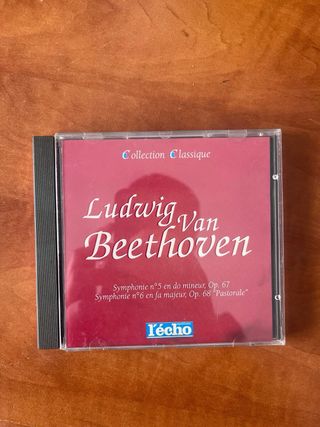 Collection Classique
Ludwig
Van
Beethoven
Symphonie n°5 en do mineur, Op. 67
Symphonie n°6 en fa majeur, Op. 68 "Pastorale"
l'écho